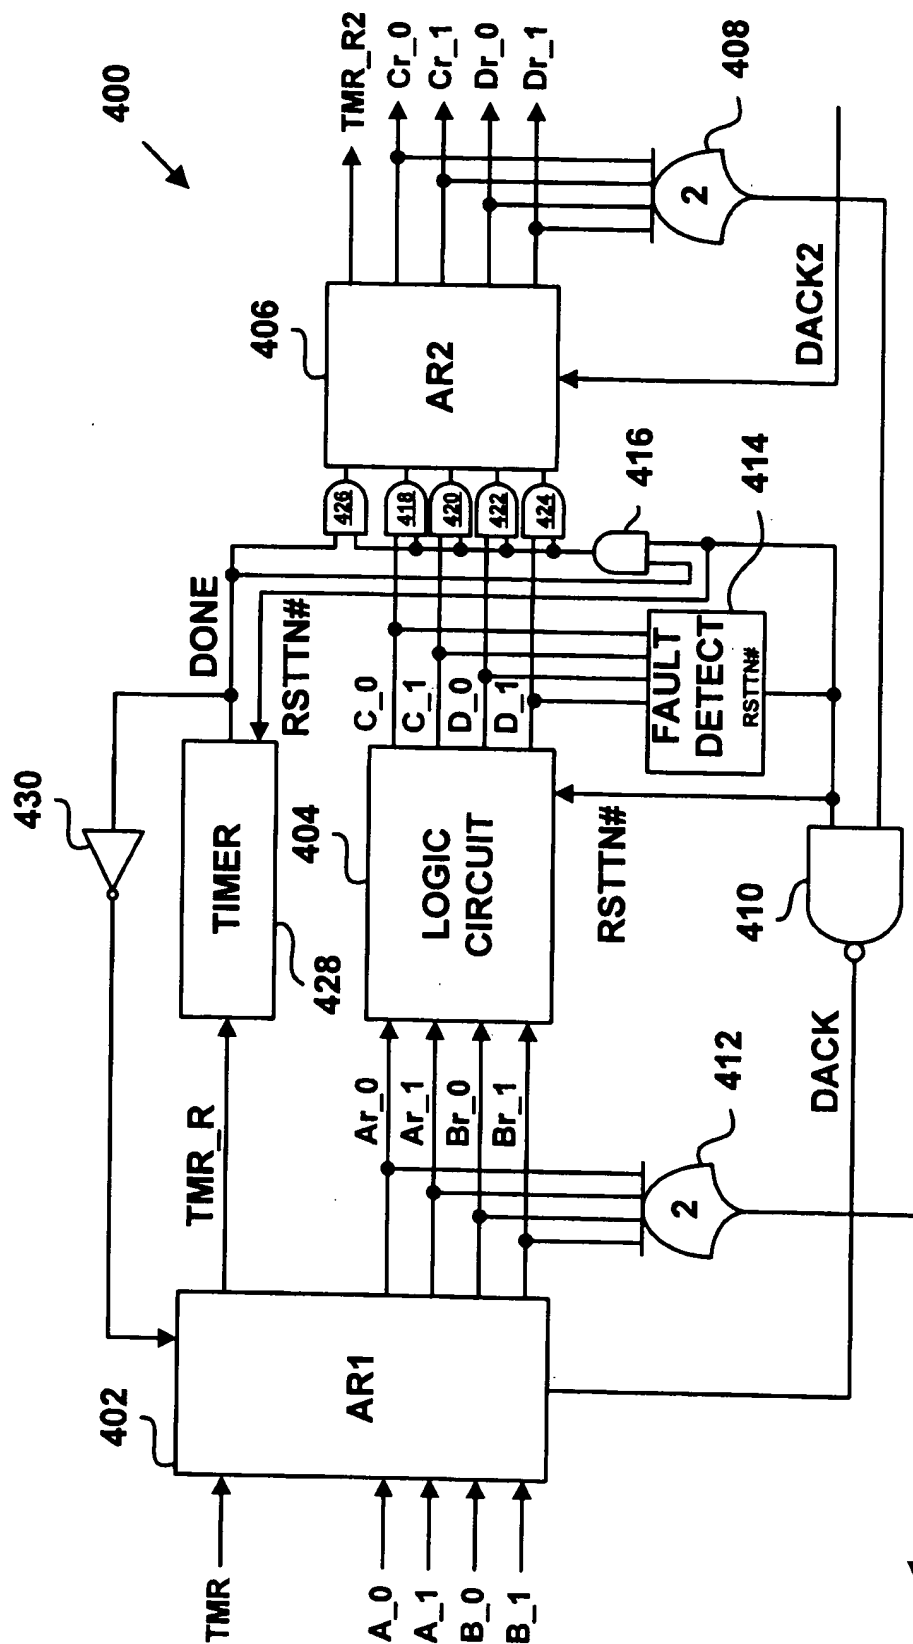 400
TMR
A_0
A_1
B_0
B_1
402
AR1
430
TMR_R
Ar_0
Ar_1
Br_0
Br_1
2
412
DACK
TIMER
428
404
LOGIC
CIRCUIT
RSTTN#
410
DONE
RSTTN#
C_0
C_1
D_0
D_1
FAULT
DETECT
RSTTN#
414
416
426
418
420
422
424
406
AR2
DACK2
TMR_R2
Cr_0
Cr_1
Dr_0
Dr_1
2
408